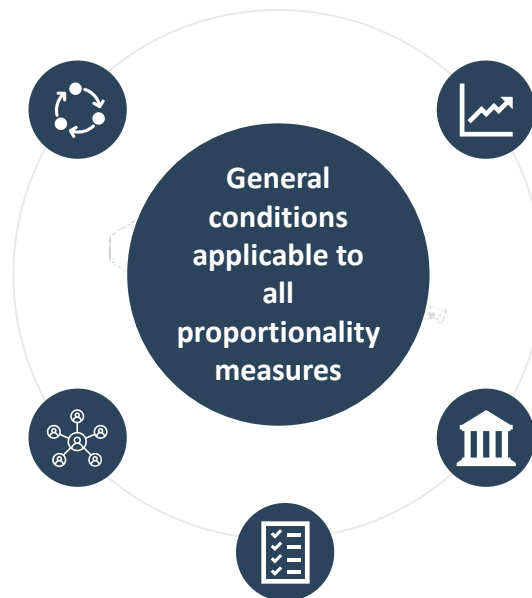 General
conditions
applicable to
all
proportionality
measures